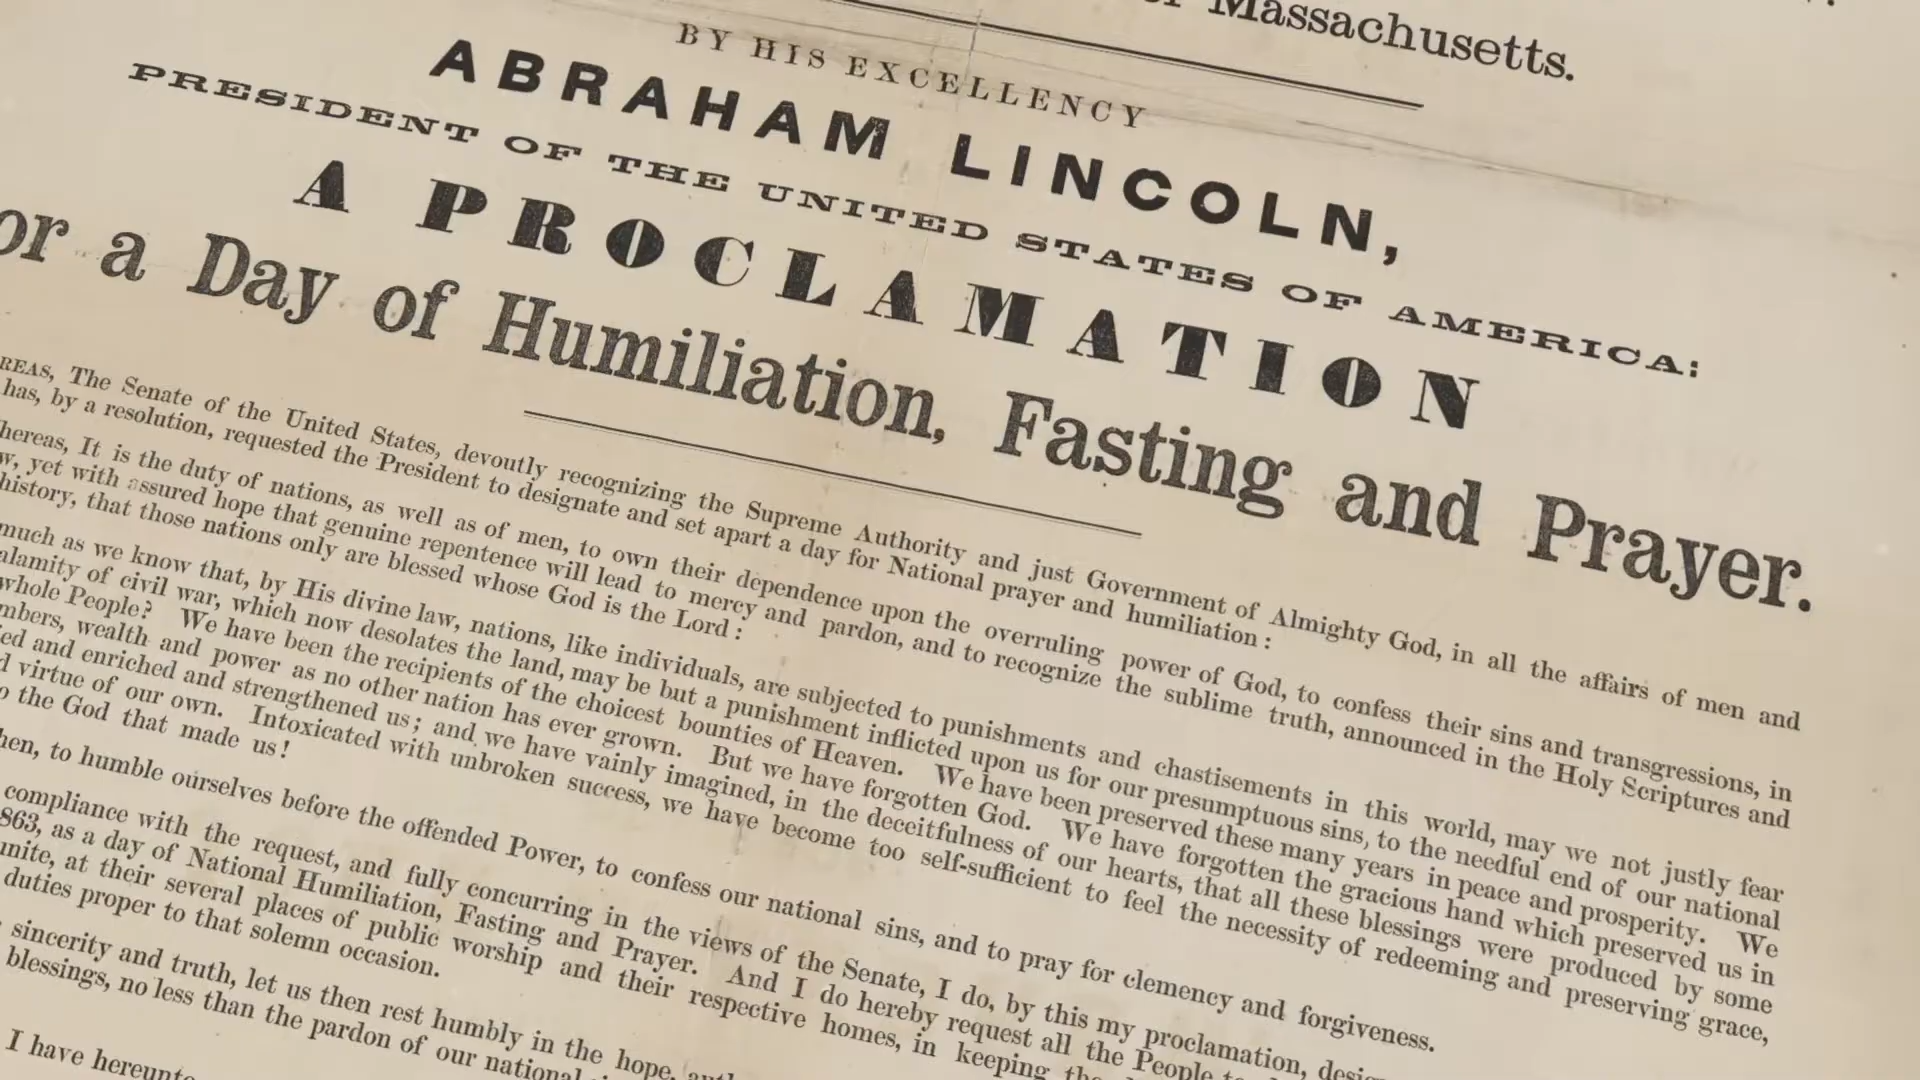 Massachusetts.
BY HIS EXCELLENCY
ABRAHAM LINCOLN,
PRESIDENT OF THE UNITED STATES OF AMERICA:
A PROCLAMATION
or a Day of Humiliation, Fasting and Prayer.
REAS, The Senate of the United States, devoutly recognizing the Supreme Authority and just Government of Almighty God, in all the affairs of men and
has, by a resolution, requested the President to designate and set apart a day for National prayer and humiliation :
hereas, It is the duty of nations, as well as of men, to own their dependence upon the overruling power of God, to confess their sins and transgressions, in
w, yet with assured hope that genuine repentence will lead to mercy and pardon, and to recognize the sublime truth, announced in the Holy Scriptures and
history, that those nations only are blessed whose God is the Lord :
much as we know that, by His divine law, nations, like individuals, are subjected to punishments and chastisements in this world, may we not justly fear
alamity of civil war, which now desolates the land, may be but a punishment inflicted upon us for our presumptuous sins, to the needful end of our national
whole People? We have been the recipients of the choicest bounties of Heaven. We have been preserved these many years in peace and prosperity. We
mbers, wealth and power as no other nation has ever grown. But we have forgotten God. We have forgotten the gracious hand which preserved us in
ed and enriched and strengthened us; and we have vainly imagined, in the deceitfulness of our hearts, that all these blessings were produced by some
d virtue of our own. Intoxicated with unbroken success, we have become too self-sufficient to feel the necessity of redeeming and preserving grace,
o the God that made us!
hen, to humble ourselves before the offended Power, to confess our national sins, and to pray for clemency and forgiveness.
compliance with the request, and fully concurring in the views of the Senate, I do, by this my proclamation,
863, as a day of National Humiliation, Fasting and Prayer. And I do hereby request all the People
unite, at their several places of public worship and their respective homes, in keeping the
duties proper to that solemn occasion.
sincerity and truth, let us then rest humbly in the hope,
blessings, no less than the pardon of our national
I have hereunto